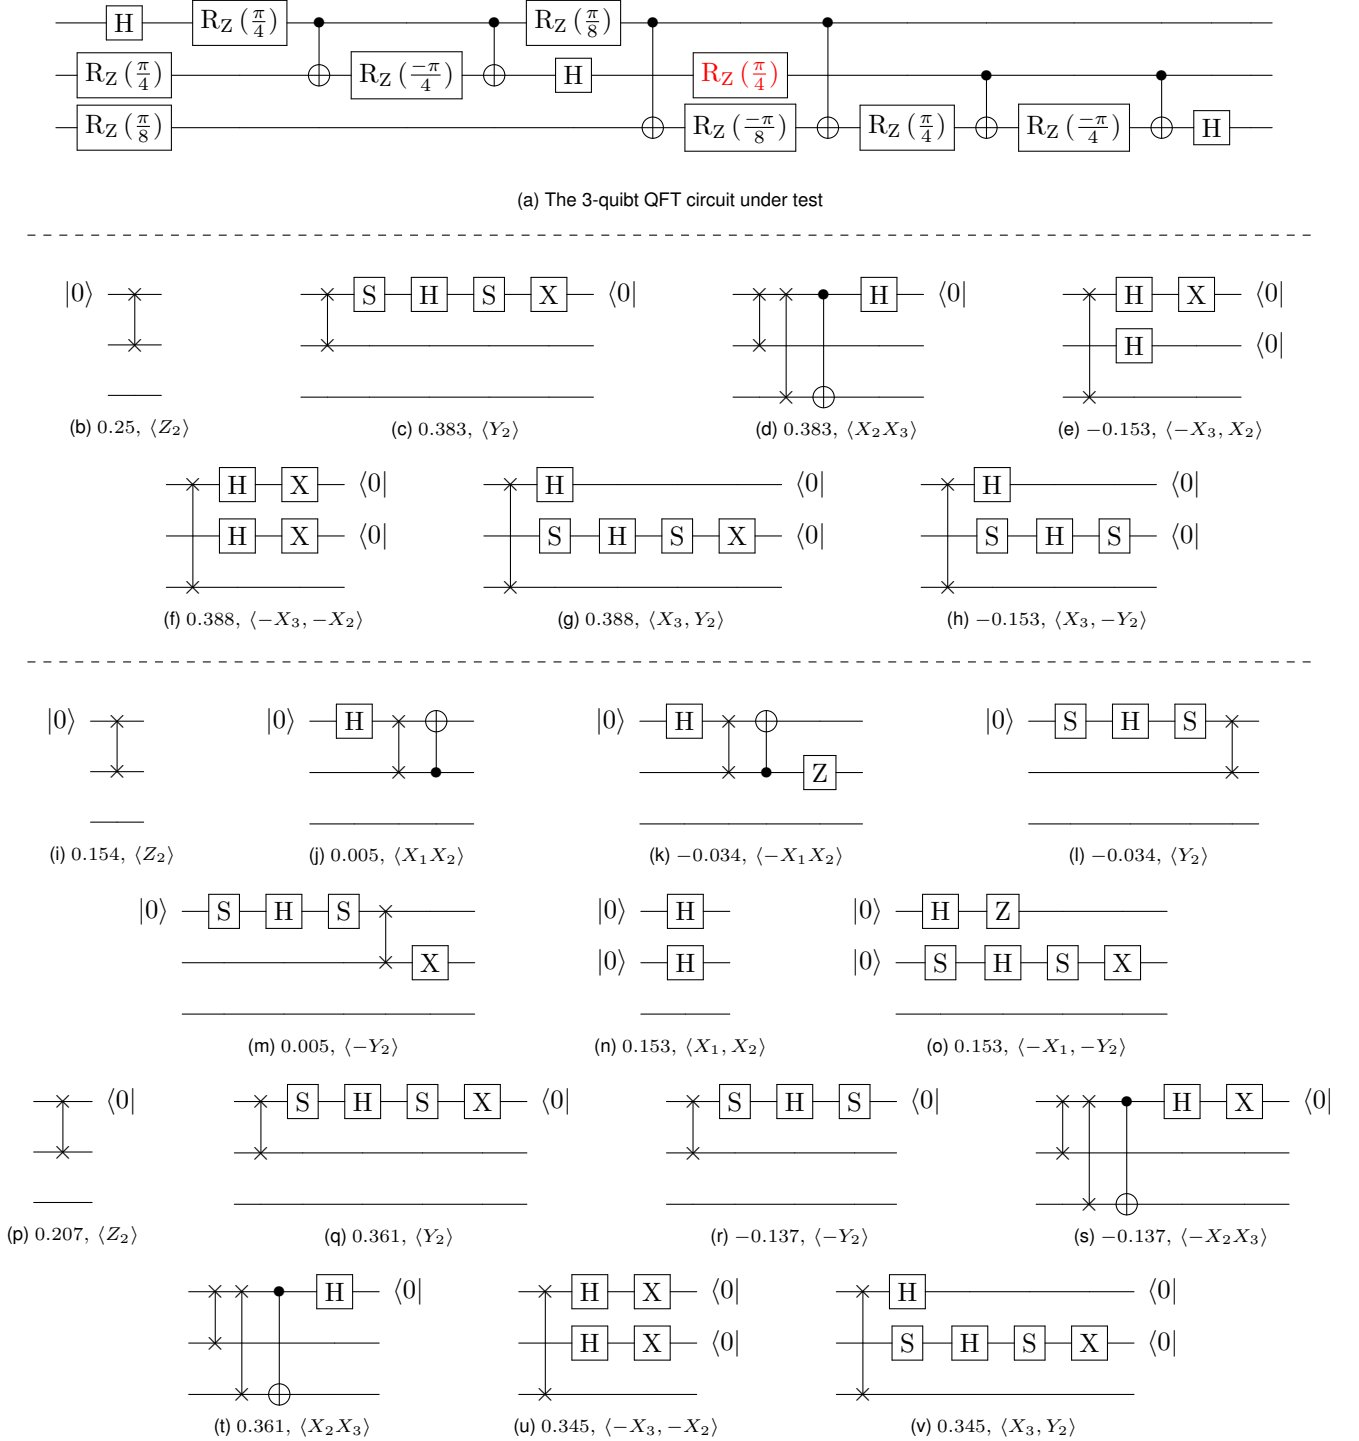 H R_Z(π/4) R_Z(π/8)
R_Z(π/4) R_Z(-π/4) H R_Z(π/4)
R_Z(π/8) R_Z(-π/8) R_Z(π/4) R_Z(-π/4) H
(a) The 3-quibt QFT circuit under test
|0⟩
(b) 0.25, ⟨Z₂⟩
S H S X ⟨0|
(c) 0.383, ⟨Y₂⟩
H ⟨0|
(d) 0.383, ⟨X₂X₃⟩
H X ⟨0|
H ⟨0|
(e) −0.153, ⟨−X₃, X₂⟩
H X ⟨0|
H X ⟨0|
(f) 0.388, ⟨−X₃, −X₂⟩
H ⟨0|
S H S X ⟨0|
(g) 0.388, ⟨X₃, Y₂⟩
H ⟨0|
S H S ⟨0|
(h) −0.153, ⟨X₃, −Y₂⟩
|0⟩
(i) 0.154, ⟨Z₂⟩
|0⟩ H
(j) 0.005, ⟨X₁X₂⟩
|0⟩ H
Z
(k) −0.034, ⟨−X₁X₂⟩
|0⟩ S H S
(l) −0.034, ⟨Y₂⟩
|0⟩ S H S
X
(m) 0.005, ⟨−Y₂⟩
|0⟩ H
|0⟩ H
(n) 0.153, ⟨X₁, X₂⟩
|0⟩ H Z
|0⟩ S H S X
(o) 0.153, ⟨−X₁, −Y₂⟩
⟨0|
(p) 0.207, ⟨Z₂⟩
S H S X ⟨0|
(q) 0.361, ⟨Y₂⟩
S H S ⟨0|
(r) −0.137, ⟨−Y₂⟩
H X ⟨0|
(s) −0.137, ⟨−X₂X₃⟩
H ⟨0|
(t) 0.361, ⟨X₂X₃⟩
H X ⟨0|
H X ⟨0|
(u) 0.345, ⟨−X₃, −X₂⟩
H ⟨0|
S H S X ⟨0|
(v) 0.345, ⟨X₃, Y₂⟩